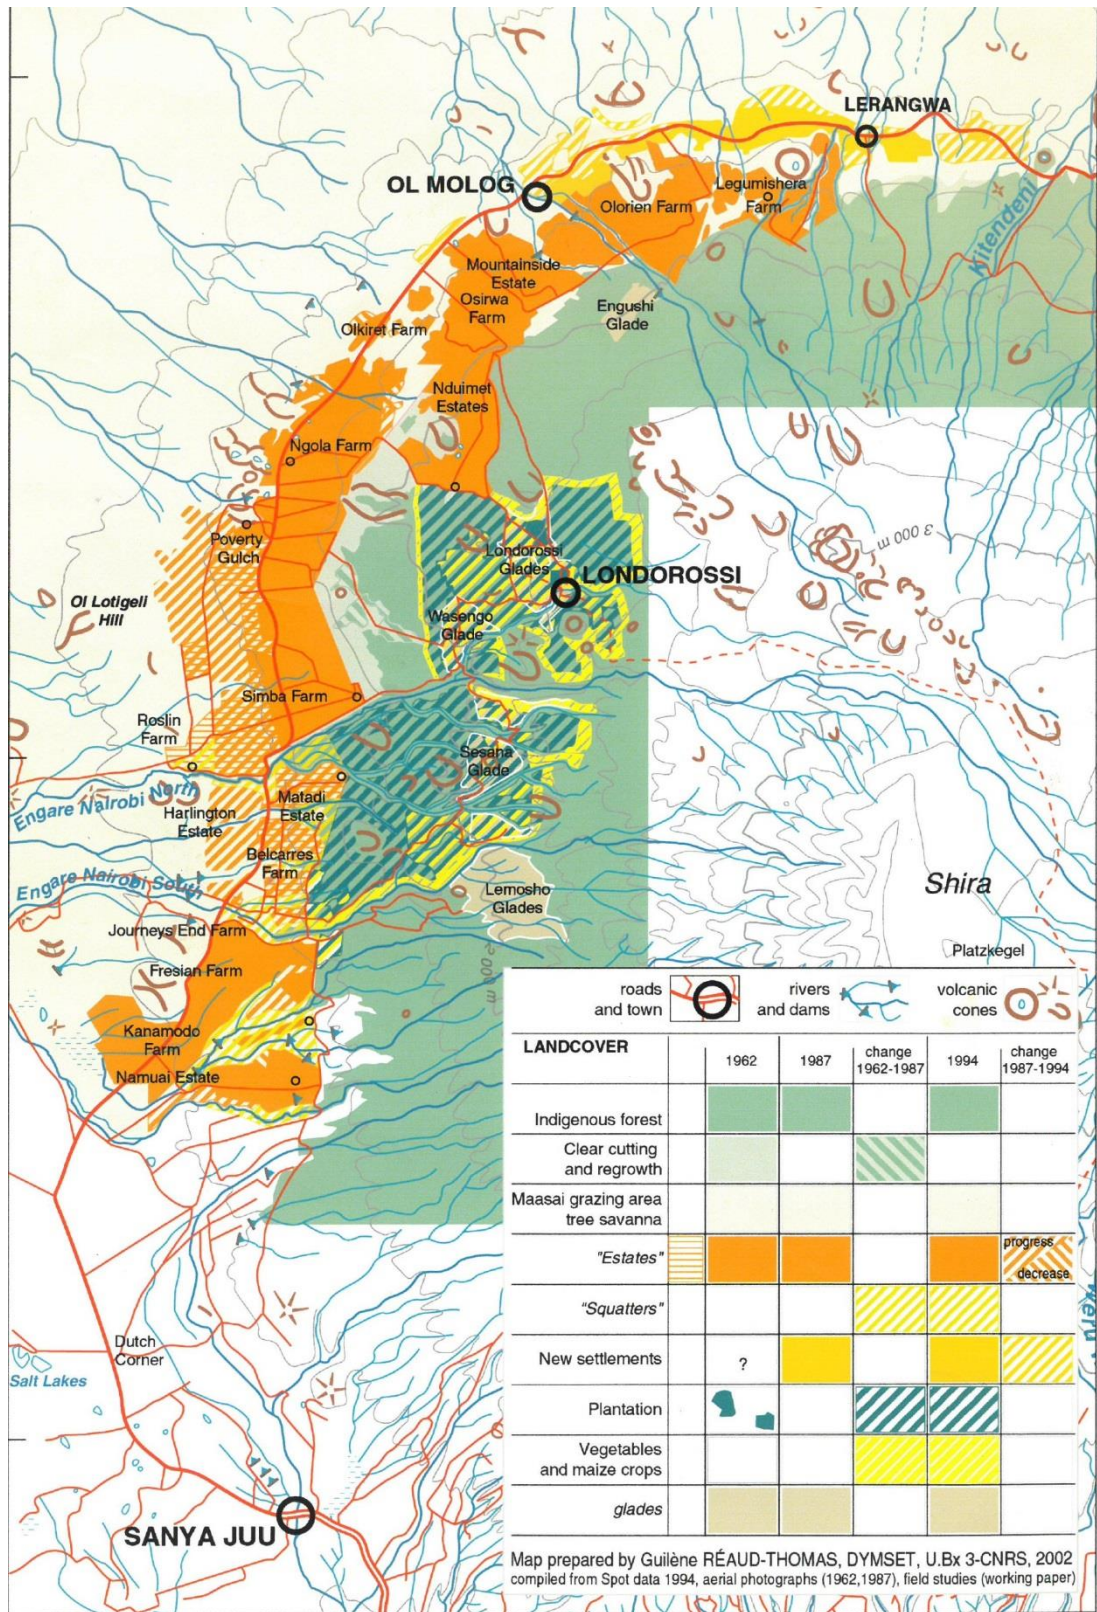 LERANGWA
OL MOLOG
Legumishera
Farm
Olorien Farm
Kitendeni
Mountainside
Estate
Osirwa
Farm
Engushi
Glade
Olkiret Farm
Nduimet
Estates
Ngola Farm
3 000 m
Poverty
Gulch
Londorossi
Glades
LONDOROSSI
Ol Lotigeli
Hill
Wasengo
Glade
Simba Farm
Roslin
Farm
Sesaha
Glade
Engare Nairobi North
Matadi
Estate
Harlington
Estate
Belcarres
Farm
Engare Nairobi South
Lemosho
Glades
Shira
Journeys End Farm
Platzkegel
Fresian Farm
2 000 m
Kanamodo
Farm
Namuai Estate
roads
and town
rivers
and dams
volcanic
cones
LANDCOVER
1962
1987
change
1962-1987
1994
change
1987-1994
Indigenous forest
Clear cutting
and regrowth
Maasai grazing area
tree savanna
"Estates"
progress
decrease
"Squatters"
New settlements
?
Plantation
Vegetables
and maize crops
glades
Weru
Dutch
Corner
Salt Lakes
SANYA JUU
Map prepared by Guilène RÉAUD-THOMAS, DYMSET, U.Bx 3-CNRS, 2002
compiled from Spot data 1994, aerial photographs (1962,1987), field studies (working paper)